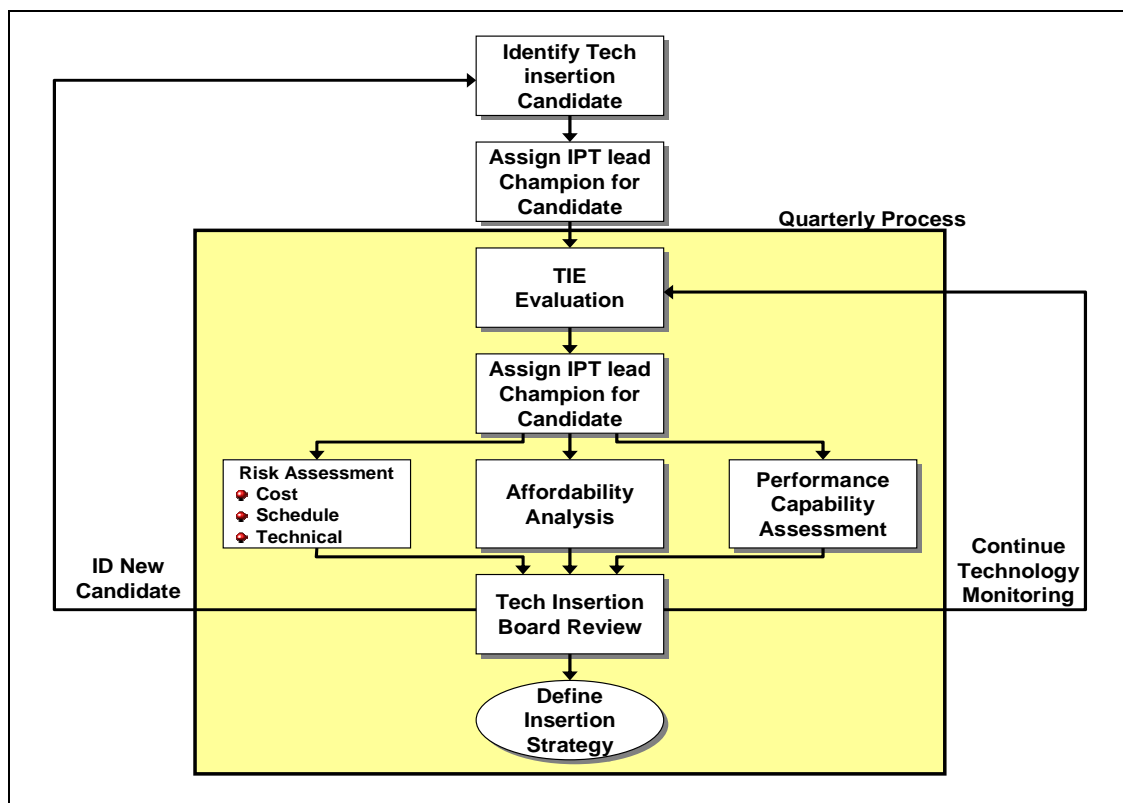 Identify Tech
insertion
Candidate
Assign IPT lead
Champion for
Candidate
Quarterly Process
TIE
Evaluation
Assign IPT lead
Champion for
Candidate
Risk Assessment
Cost
Schedule
Technical
Affordability
Analysis
Performance
Capability
Assessment
ID New
Candidate
Continue
Technology
Monitoring
Tech Insertion
Board Review
Define
Insertion
Strategy